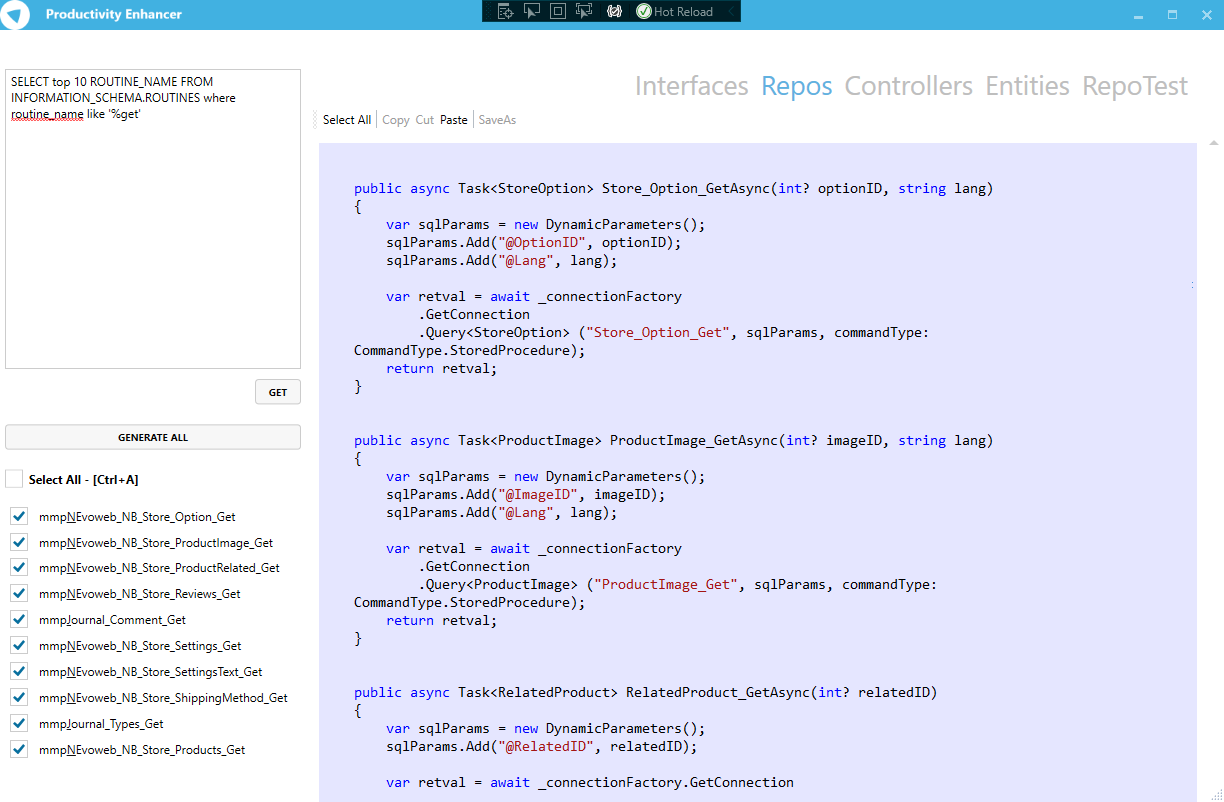 Productivity Enhancer
Hot Reload
SELECT top 10 ROUTINE_NAME FROM
INFORMATION_SCHEMA.ROUTINES where
routine_name like '%get'
GET
GENERATE ALL
Select All - [Ctrl+A]
mmpNEvoweb_NB_Store_Option_Get
mmpNEvoweb_NB_Store_ProductImage_Get
mmpNEvoweb_NB_Store_ProductRelated_Get
mmpNEvoweb_NB_Store_Reviews_Get
mmpJournal_Comment_Get
mmpNEvoweb_NB_Store_Settings_Get
mmpNEvoweb_NB_Store_SettingsText_Get
mmpNEvoweb_NB_Store_ShippingMethod_Get
mmpJournal_Types_Get
mmpNEvoweb_NB_Store_Products_Get
Interfaces Repos Controllers Entities RepoTest
Select All Copy Cut Paste SaveAs
public async Task<StoreOption> Store_Option_GetAsync(int? optionID, string lang)
{
    var sqlParams = new DynamicParameters();
    sqlParams.Add("@OptionID", optionID);
    sqlParams.Add("@Lang", lang);
    var retval = await _connectionFactory
        .GetConnection
        .Query<StoreOption> ("Store_Option_Get", sqlParams, commandType:
CommandType.StoredProcedure);
    return retval;
}
public async Task<ProductImage> ProductImage_GetAsync(int? imageID, string lang)
{
    var sqlParams = new DynamicParameters();
    sqlParams.Add("@ImageID", imageID);
    sqlParams.Add("@Lang", lang);
    var retval = await _connectionFactory
        .GetConnection
        .Query<ProductImage> ("ProductImage_Get", sqlParams, commandType:
CommandType.StoredProcedure);
    return retval;
}
public async Task<RelatedProduct> RelatedProduct_GetAsync(int? relatedID)
{
    var sqlParams = new DynamicParameters();
    sqlParams.Add("@RelatedID", relatedID);
    var retval = await _connectionFactory.GetConnection